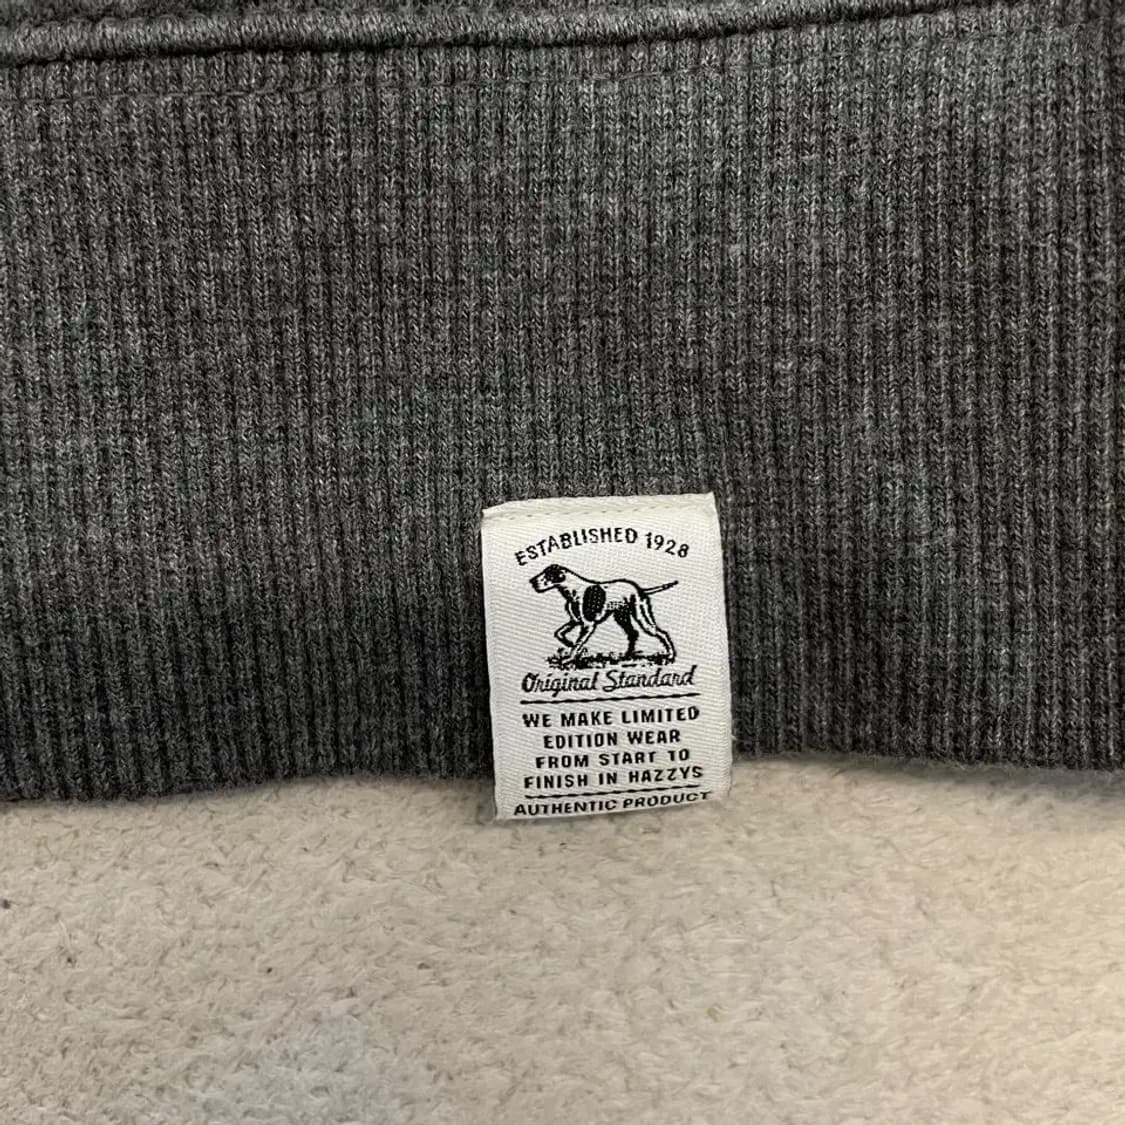 ESTABLISHED 1928
Original Standard
WE MAKE LIMITED
EDITION WEAR
FROM START TO
FINISH IN HAZZYS
AUTHENTIC PRODUCT